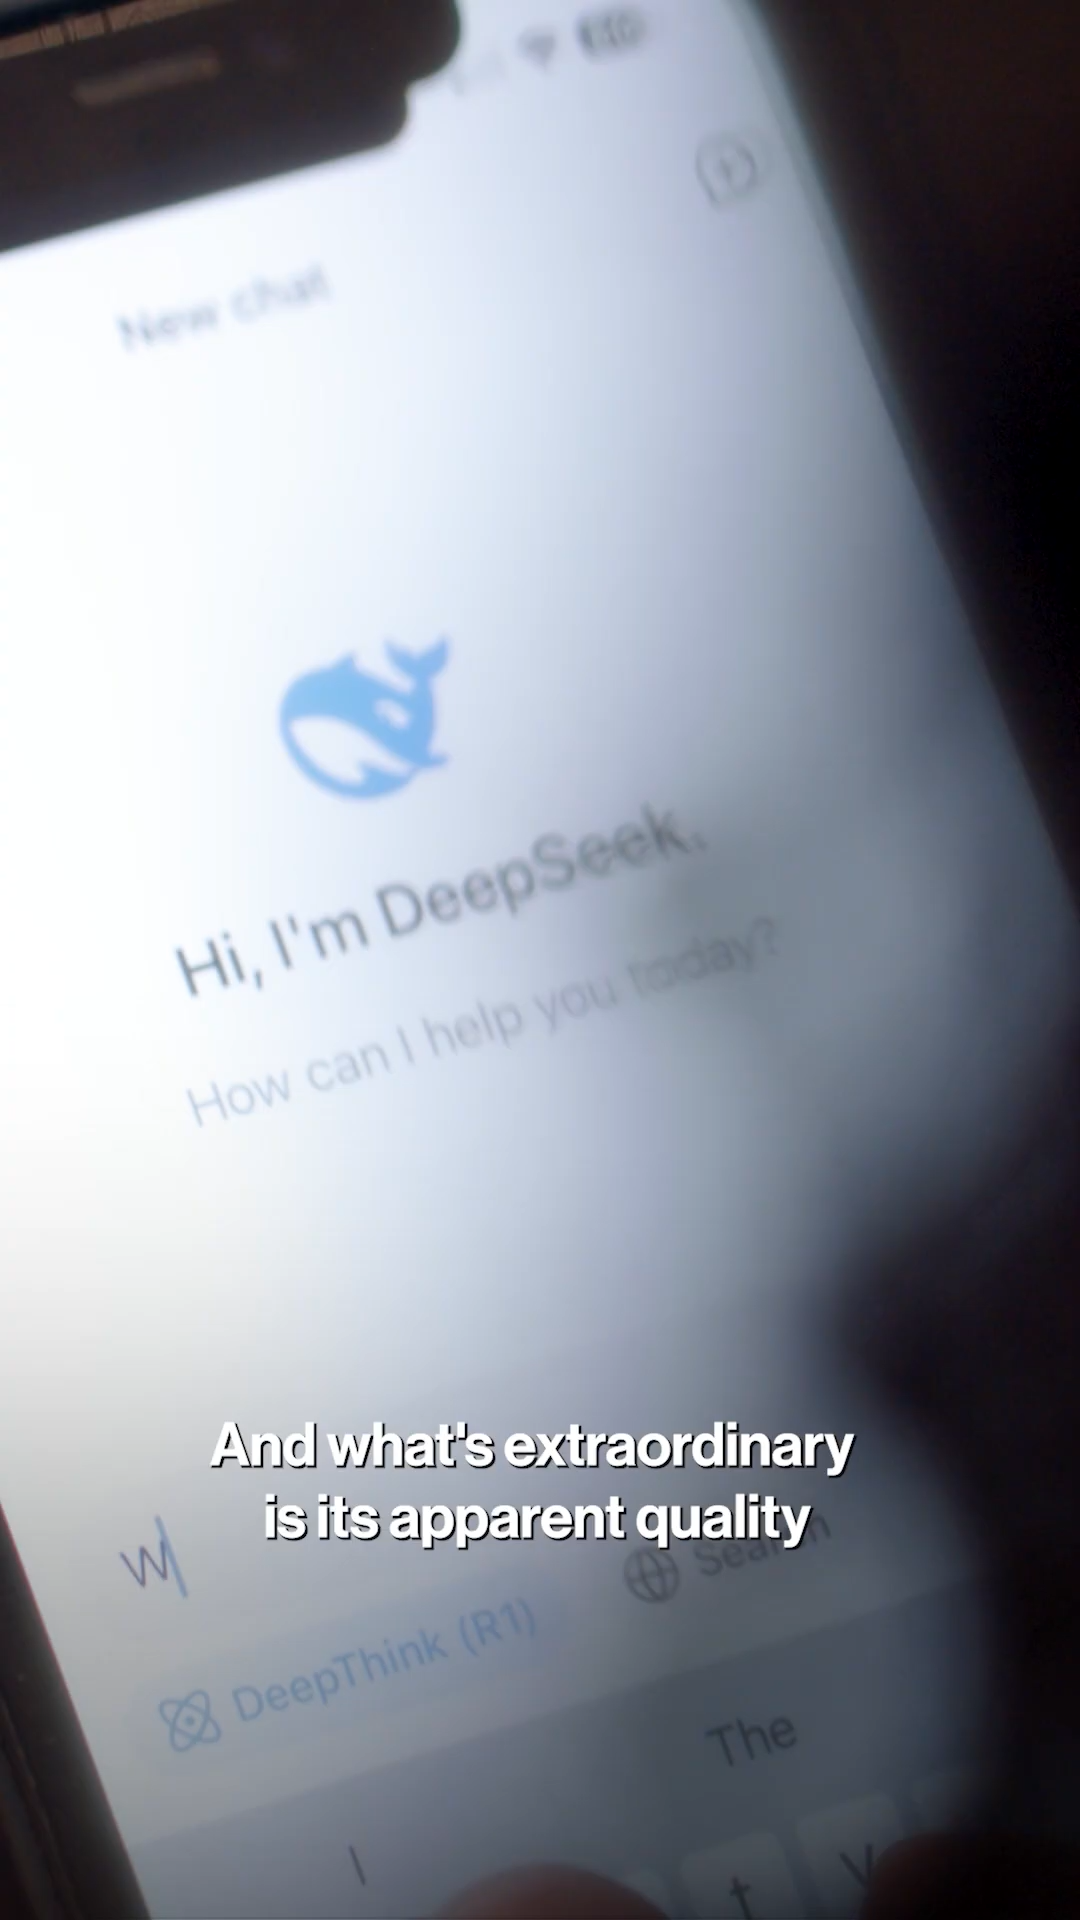 New chat
Hi, I'm DeepSeek.
How can I help you today?
And what's extraordinary
is its apparent quality
w
Search
DeepThink (R1)
The
I
t
y